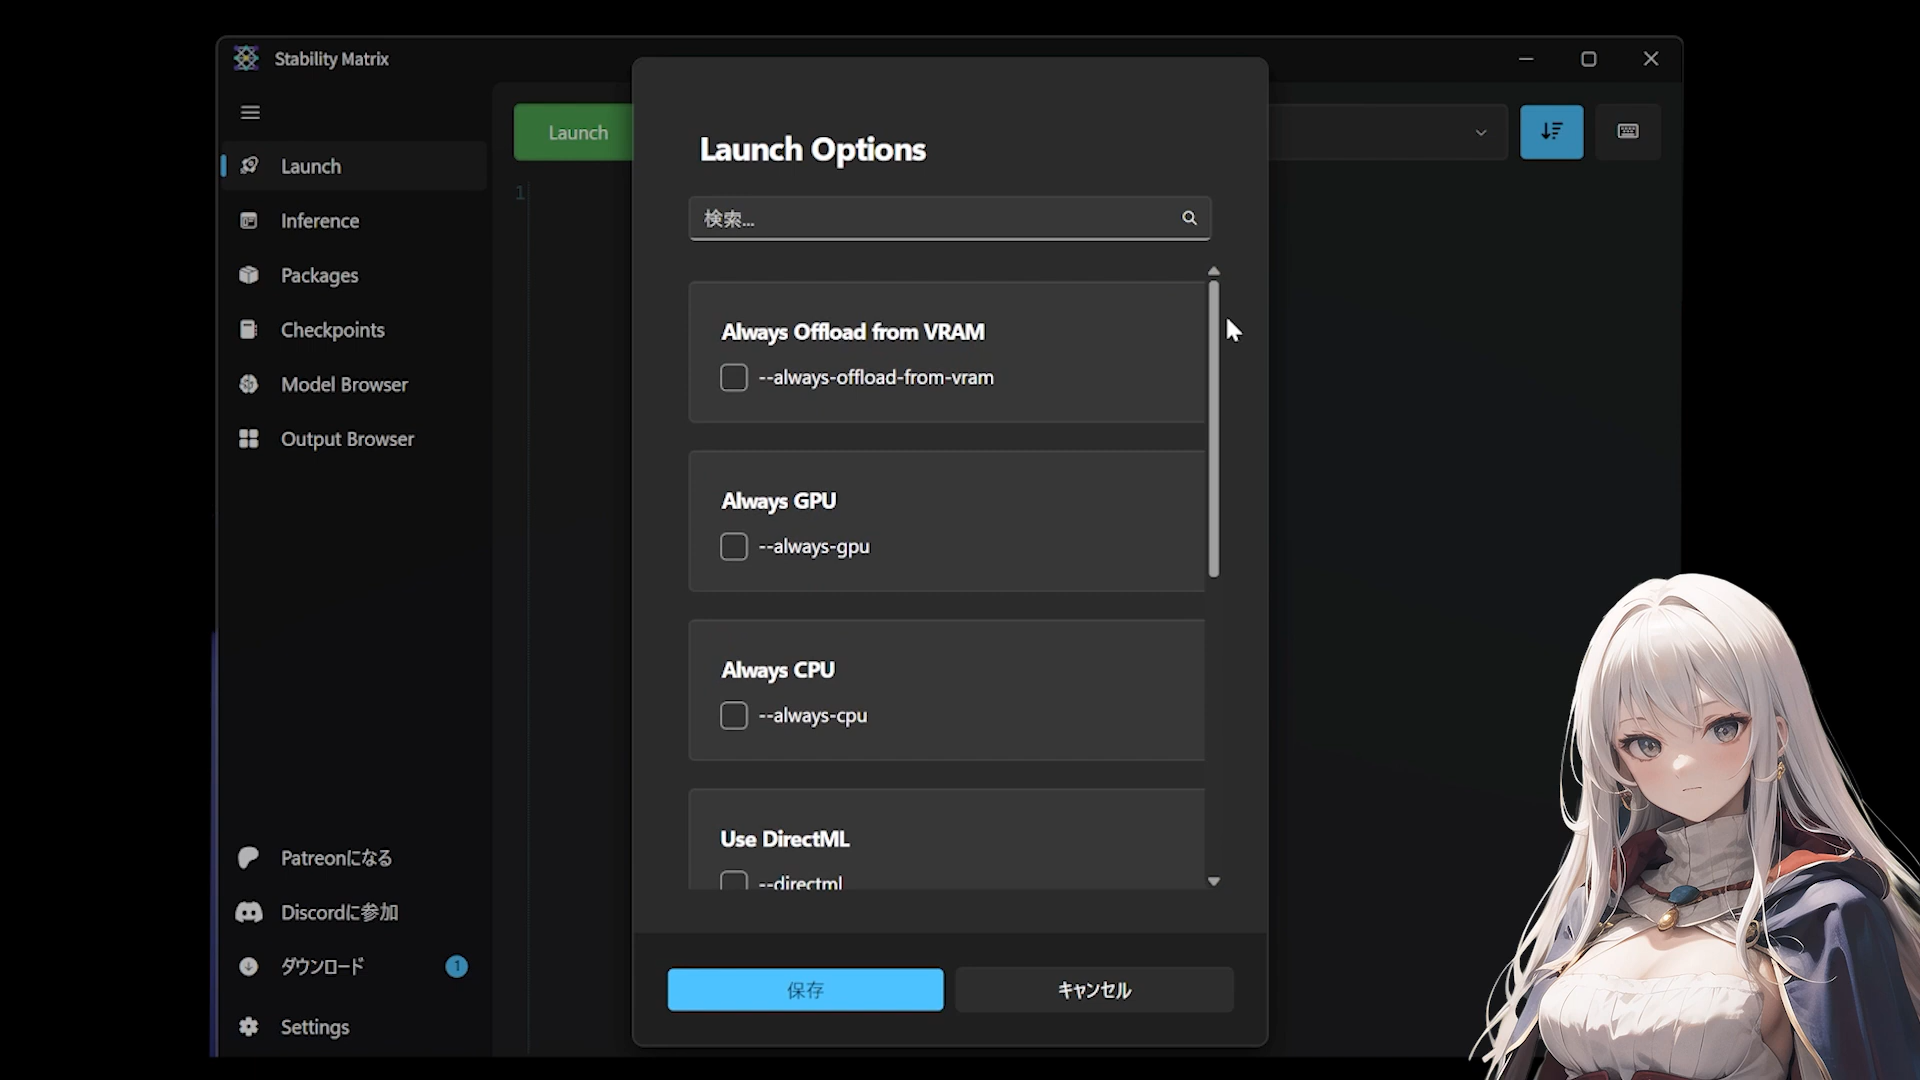 Stability Matrix
Launch
Inference
Packages
Checkpoints
Model Browser
Output Browser
Patreonになる
Discordに参加
ダウンロード 1
Settings
Launch
1
Launch Options
検索...
Always Offload from VRAM
--always-offload-from-vram
Always GPU
--always-gpu
Always CPU
--always-cpu
Use DirectML
--directml
保存
キャンセル